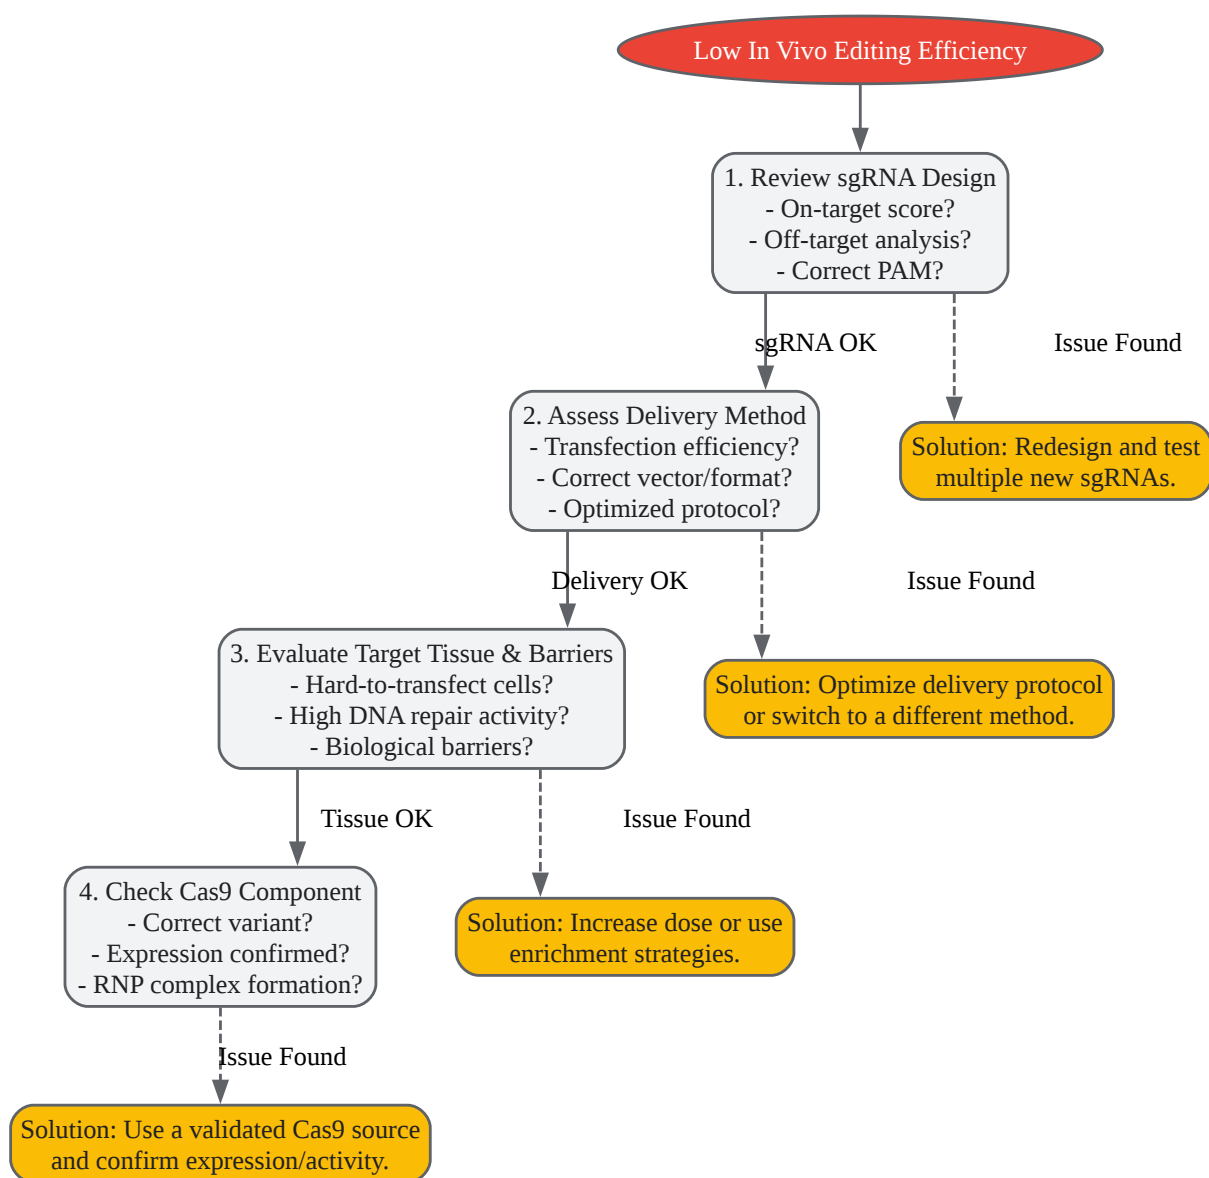 Low In Vivo Editing Efficiency
1. Review sgRNA Design
- On-target score?
- Off-target analysis?
- Correct PAM?
sgRNA OK
Issue Found
2. Assess Delivery Method
- Transfection efficiency?
- Correct vector/format?
- Optimized protocol?
Solution: Redesign and test
multiple new sgRNAs.
Delivery OK
Issue Found
3. Evaluate Target Tissue & Barriers
- Hard-to-transfect cells?
- High DNA repair activity?
- Biological barriers?
Solution: Optimize delivery protocol
or switch to a different method.
Tissue OK
Issue Found
4. Check Cas9 Component
- Correct variant?
- Expression confirmed?
- RNP complex formation?
Solution: Increase dose or use
enrichment strategies.
Issue Found
Solution: Use a validated Cas9 source
and confirm expression/activity.